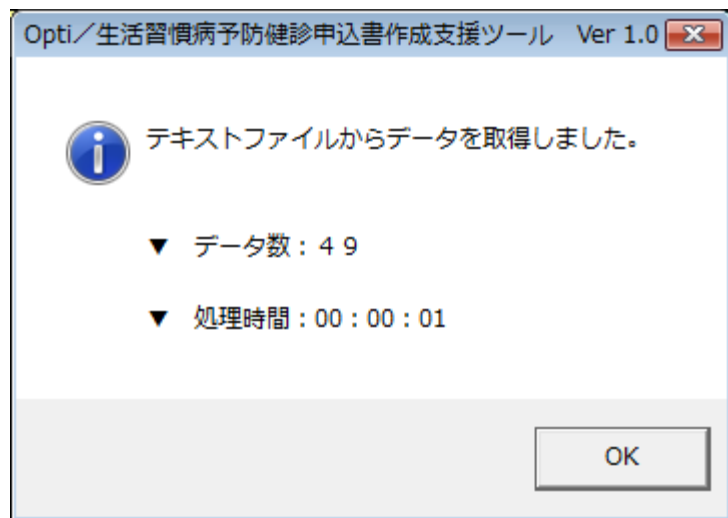 Opti／生活習慣病予防健診申込書作成支援ツール　Ver 1.0
テキストファイルからデータを取得しました。
▼　データ数：４９
▼　処理時間：00：00：01
OK